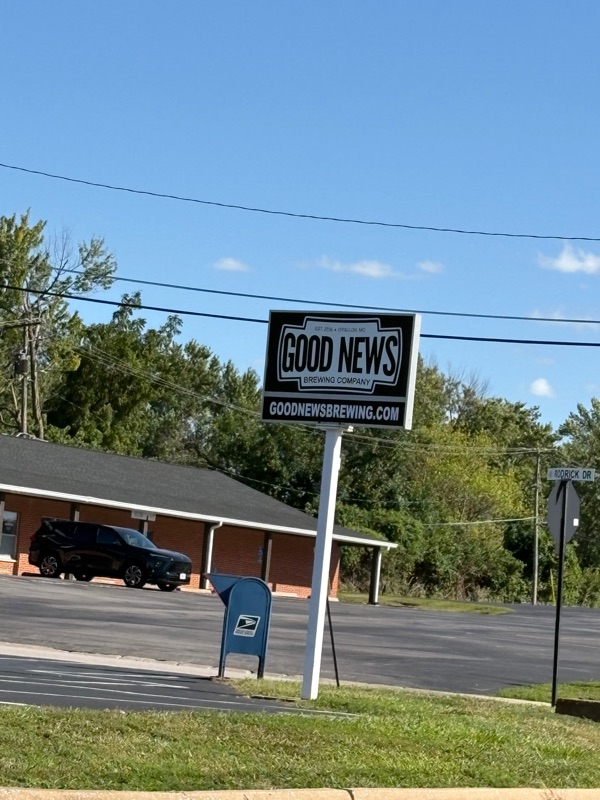 EST. 2016 • O'FALLON, MO
GOOD NEWS
BREWING COMPANY
GOODNEWSBREWING.COM
RODRICK DR